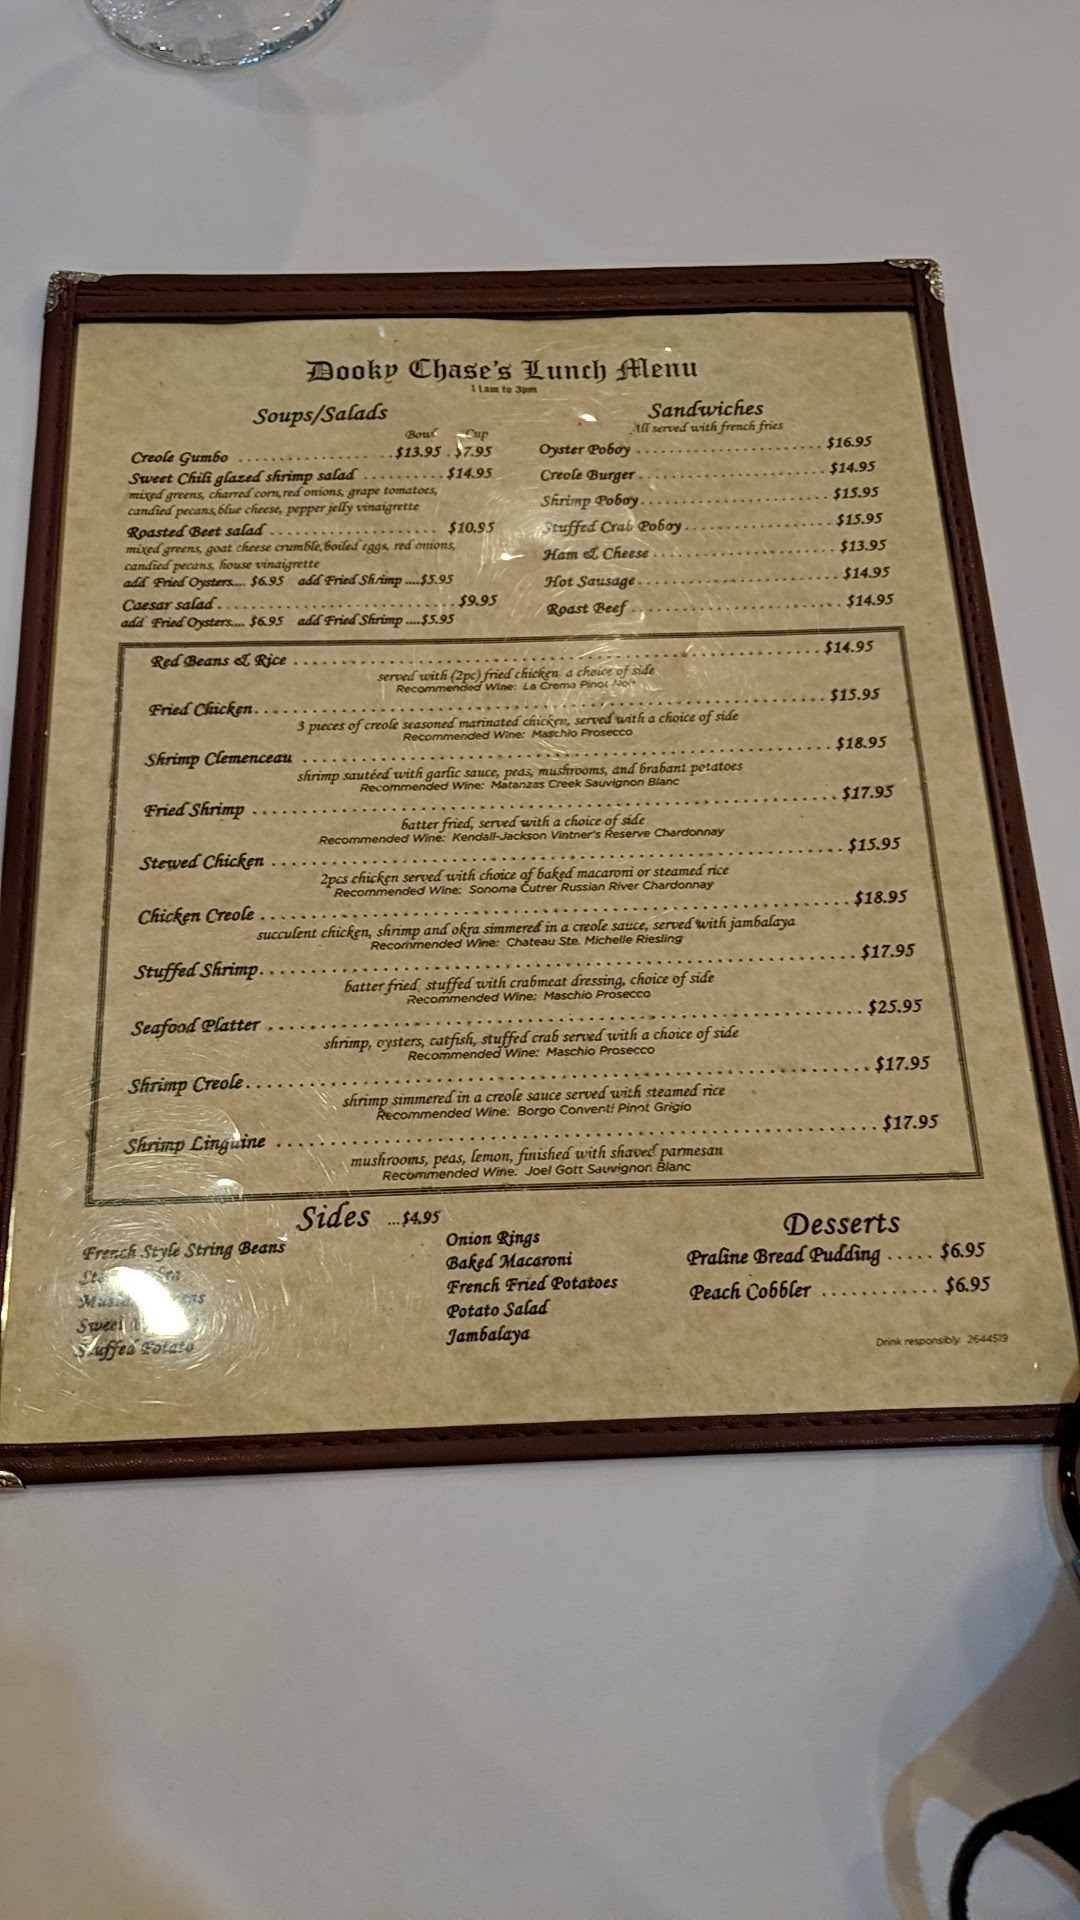 Dooky Chase's Lunch Menu
11am to 3pm
Soups/Salads
Bowl Cup
Creole Gumbo ........................ $13.95 . $7.95
Sweet Chili glazed shrimp salad ........... $14.95
mixed greens, charred corn, red onions, grape tomatoes,
candied pecans, blue cheese, pepper jelly vinaigrette
Roasted Beet salad ........................ $10.95
mixed greens, goat cheese crumble, boiled eggs, red onions,
candied pecans, house vinaigrette
add Fried Oysters.... $6.95 add Fried Shrimp ....$5.95
Caesar salad .................................. $9.95
add Fried Oysters.... $6.95 add Fried Shrimp ....$5.95
Sandwiches
All served with french fries
Oyster Poboy .......................... $16.95
Creole Burger ......................... $14.95
Shrimp Poboy .......................... $15.95
Stuffed Crab Poboy .................... $15.95
Ham & Cheese .......................... $13.95
Hot Sausage ........................... $14.95
Roast Beef ............................ $14.95
Red Beans & Rice ........................ $14.95
served with (2pc) fried chicken a choice of side
Recommended Wine: La Crema Pinot Noir
Fried Chicken ........................ $15.95
3 pieces of creole seasoned marinated chicken, served with a choice of side
Recommended Wine: Maschio Prosecco
Shrimp Clemenceau ........................ $18.95
shrimp sautéed with garlic sauce, peas, mushrooms, and brabant potatoes
Recommended Wine: Matanzas Creek Sauvignon Blanc
Fried Shrimp ........................ $17.95
batter fried, served with a choice of side
Recommended Wine: Kendall-Jackson Vintner's Reserve Chardonnay
Stewed Chicken ........................ $15.95
2pcs chicken served with choice of baked macaroni or steamed rice
Recommended Wine: Sonoma Cutrer Russian River Chardonnay
Chicken Creole ........................ $18.95
succulent chicken, shrimp and okra simmered in a creole sauce, served with jambalaya
Recommended Wine: Chateau Ste. Michelle Riesling
Stuffed Shrimp ........................ $17.95
batter fried, stuffed with crabmeat dressing, choice of side
Recommended Wine: Maschio Prosecco
Seafood Platter ........................ $25.95
shrimp, oysters, catfish, stuffed crab served with a choice of side
Recommended Wine: Maschio Prosecco
Shrimp Creole ........................ $17.95
shrimp simmered in a creole sauce served with steamed rice
Recommended Wine: Borgo Conventi Pinot Grigio
Shrimp Linguine ........................ $17.95
mushrooms, peas, lemon, finished with shaved parmesan
Recommended Wine: Joel Gott Sauvignon Blanc
Sides ...$4.95
French Style String Beans
Sweet
Stuffed Potato
Onion Rings
Baked Macaroni
French Fried Potatoes
Potato Salad
Jambalaya
Desserts
Praline Bread Pudding ..... $6.95
Peach Cobbler ............. $6.95
Drink responsibly. 2644519